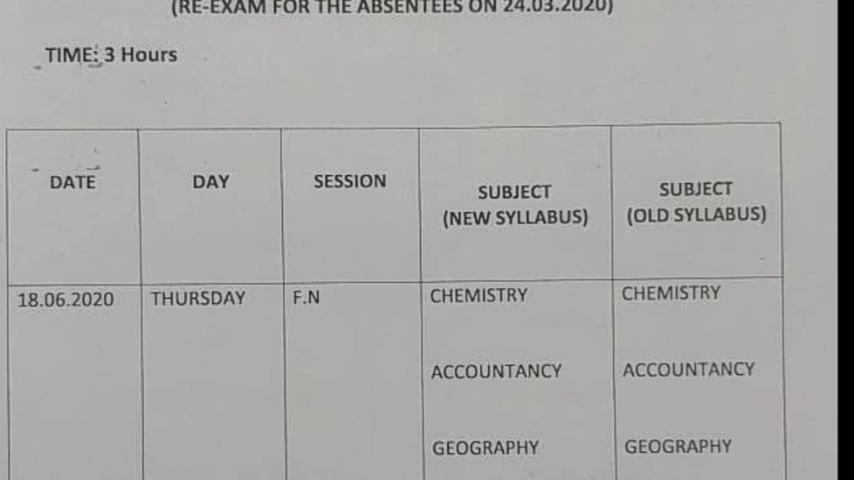 (RE-EXAM FOR THE ABSENTEES ON 24.03.2020)
TIME: 3 Hours
DATE DAY SESSION SUBJECT (NEW SYLLABUS) SUBJECT (OLD SYLLABUS)
18.06.2020 THURSDAY F.N CHEMISTRY CHEMISTRY
ACCOUNTANCY ACCOUNTANCY
GEOGRAPHY GEOGRAPHY